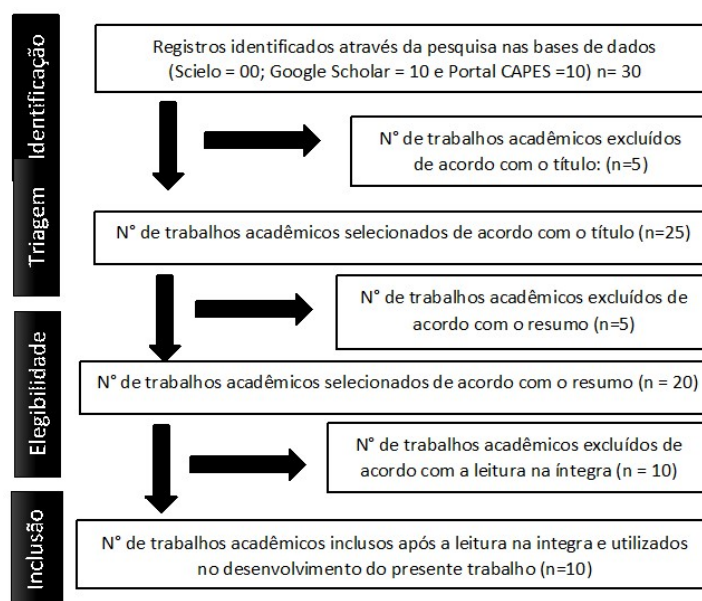 Identificação
Registros identificados através da pesquisa nas bases de dados
(Scielo = 00; Google Scholar = 10 e Portal CAPES =10) n= 30
N° de trabalhos acadêmicos excluídos
de acordo com o título: (n=5)
Triagem
N° de trabalhos acadêmicos selecionados de acordo com o título (n=25)
N° de trabalhos acadêmicos excluídos de
acordo com o resumo (n=5)
Elegibilidade
N° de trabalhos acadêmicos selecionados de acordo com o resumo (n = 20)
N° de trabalhos acadêmicos excluídos de
acordo com a leitura na íntegra (n = 10)
Inclusão
N° de trabalhos acadêmicos inclusos após a leitura na integra e utilizados
no desenvolvimento do presente trabalho (n=10)